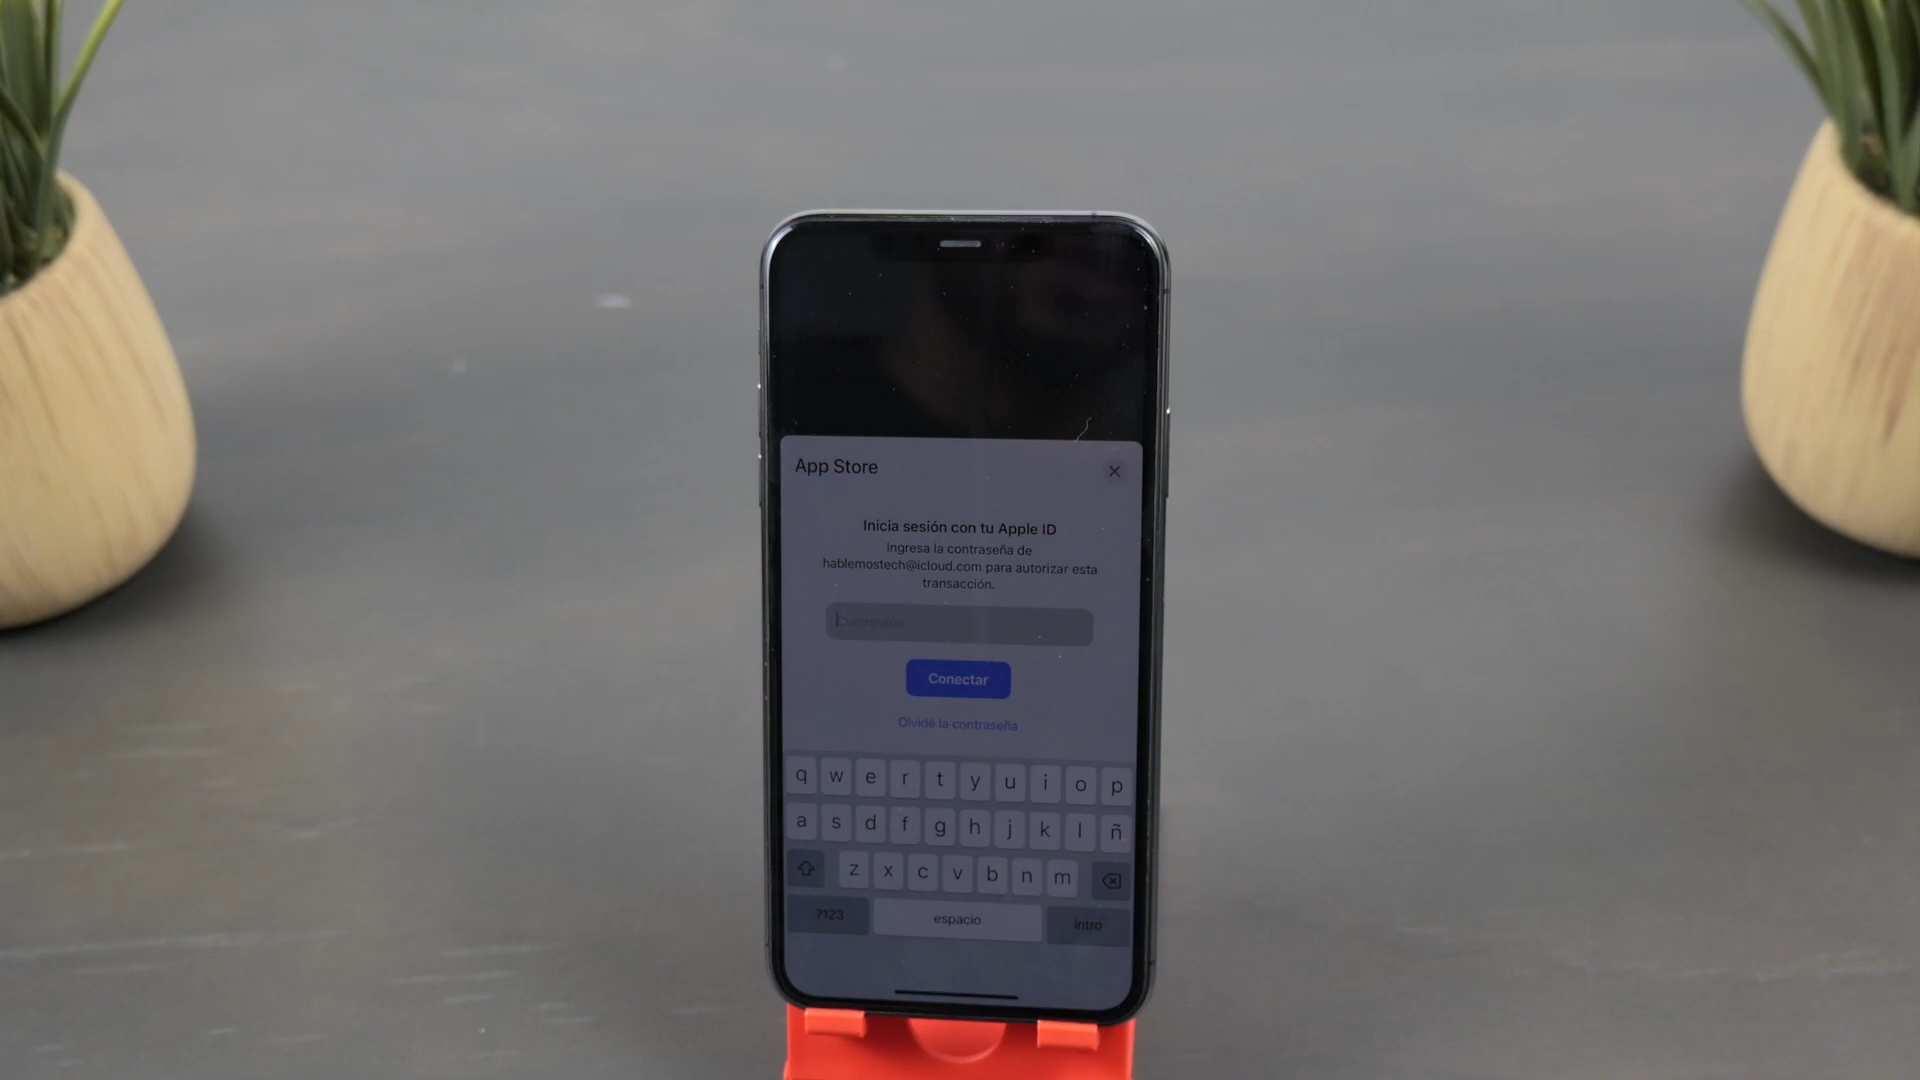 App Store
Inicia sesión con tu Apple ID
Ingresa la contraseña de
hablemostech@icloud.com para autorizar esta
transacción.
Contraseña
Conectar
Olvidé la contraseña
q w e r t y u i o p
a s d f g h j k l ñ
z x c v b n m
.?123 espacio intro